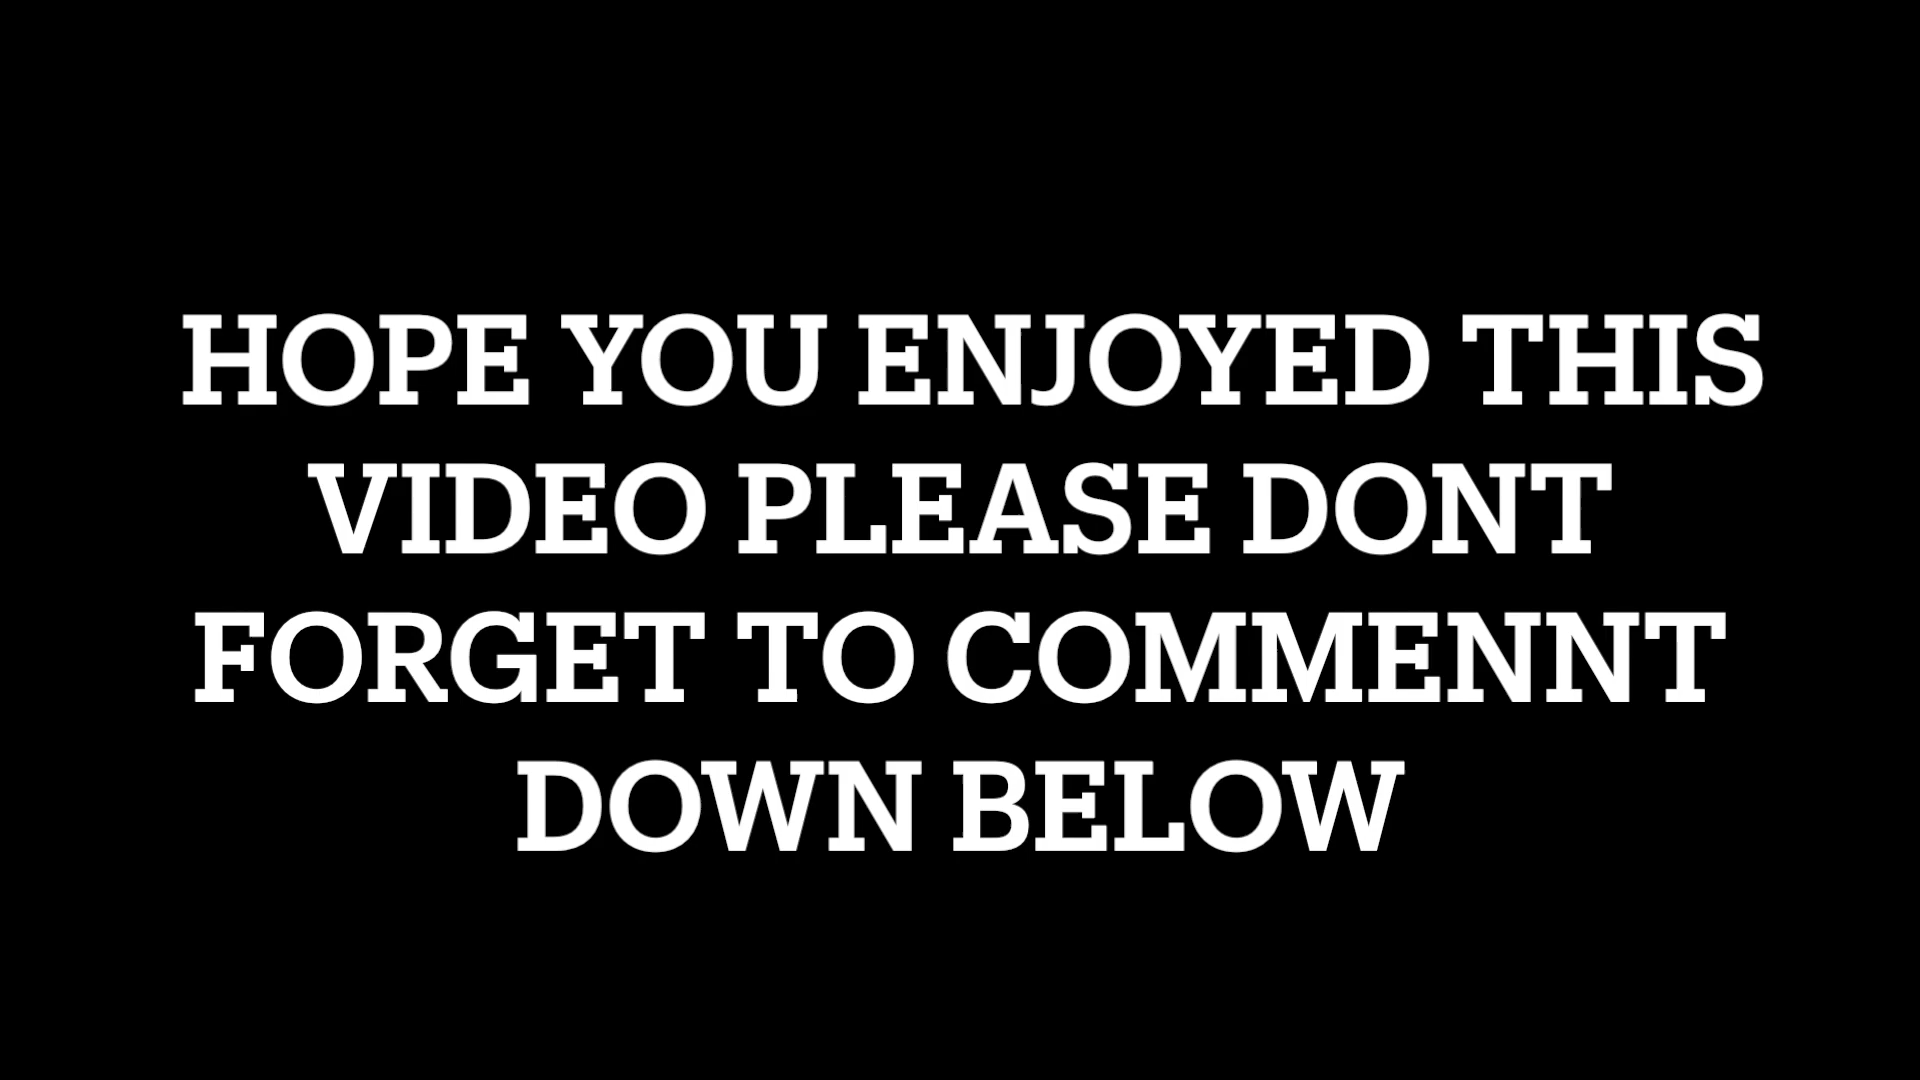 HOPE YOU ENJOYED THIS
VIDEO PLEASE DONT
FORGET TO COMMENNT
DOWN BELOW